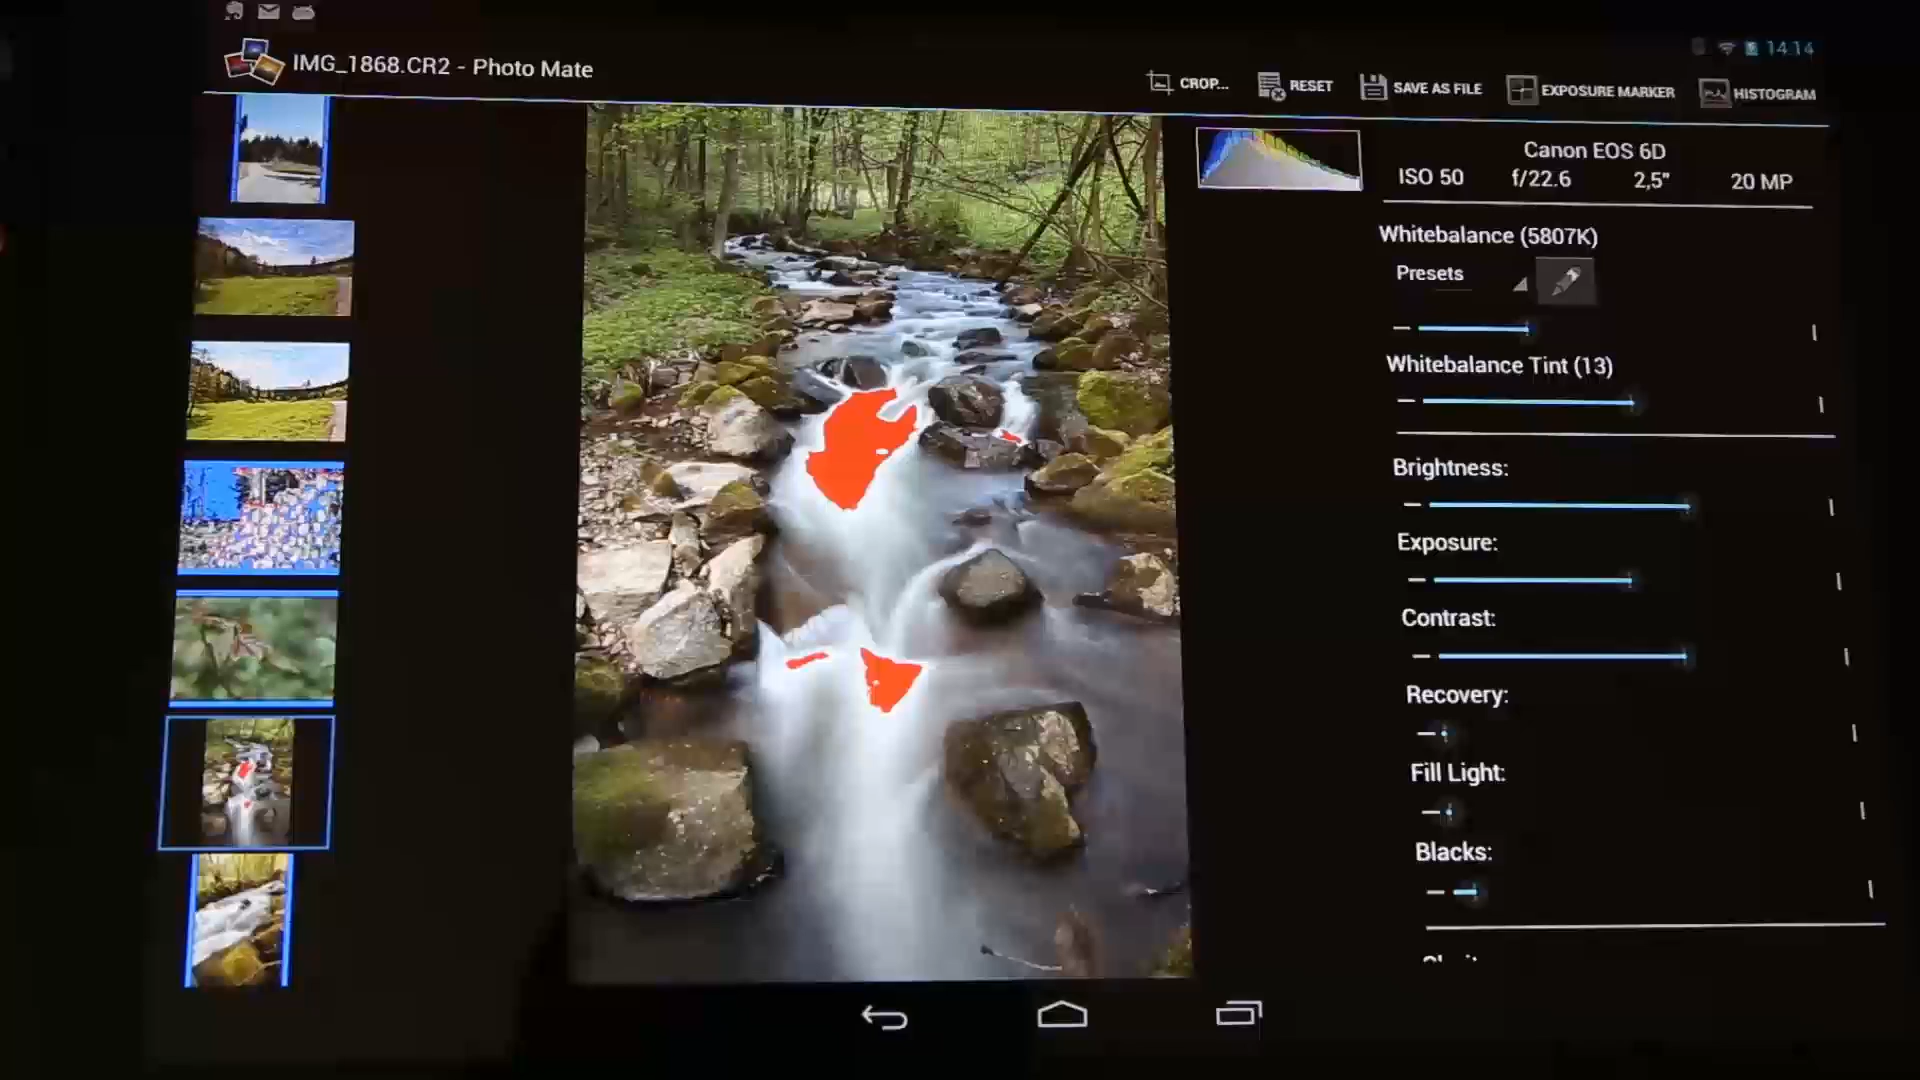 14:14
IMG_1868.CR2 - Photo Mate
CROP... RESET SAVE AS FILE EXPOSURE MARKER HISTOGRAM
Canon EOS 6D
ISO 50 f/22.6 2,5" 20 MP
Whitebalance (5807K)
Presets
Whitebalance Tint (13)
Brightness:
Exposure:
Contrast:
Recovery:
Fill Light:
Blacks: